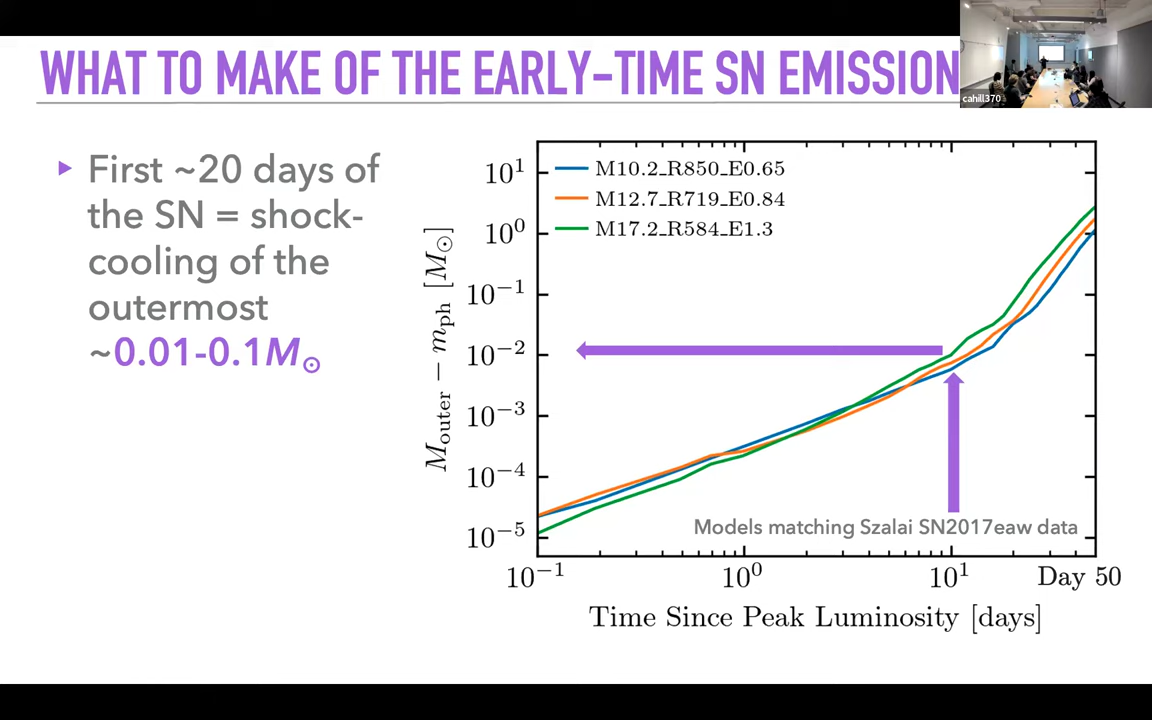 WHAT TO MAKE OF THE EARLY-TIME SN EMISSION
cahill370
▸ First ~20 days of
the SN = shock-
cooling of the
outermost
~0.01-0.1M☉
M10.2_R850_E0.65
M12.7_R719_E0.84
M17.2_R584_E1.3
M_outer − m_ph [M☉]
10¹
10⁰
10⁻¹
10⁻²
10⁻³
10⁻⁴
10⁻⁵
Models matching Szalai SN2017eaw data
10⁻¹ 10⁰ 10¹ Day 50
Time Since Peak Luminosity [days]